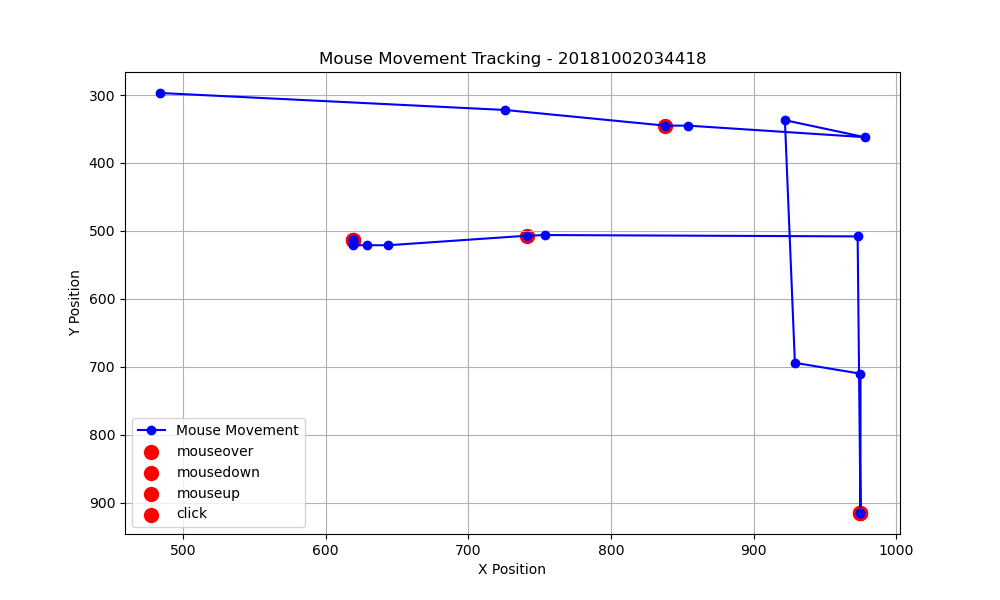 Mouse Movement Tracking - 20181002034418
300
400
500
600
700
800
900
Y Position
Mouse Movement
mouseover
mousedown
mouseup
click
500
600
700
800
900
1000
X Position